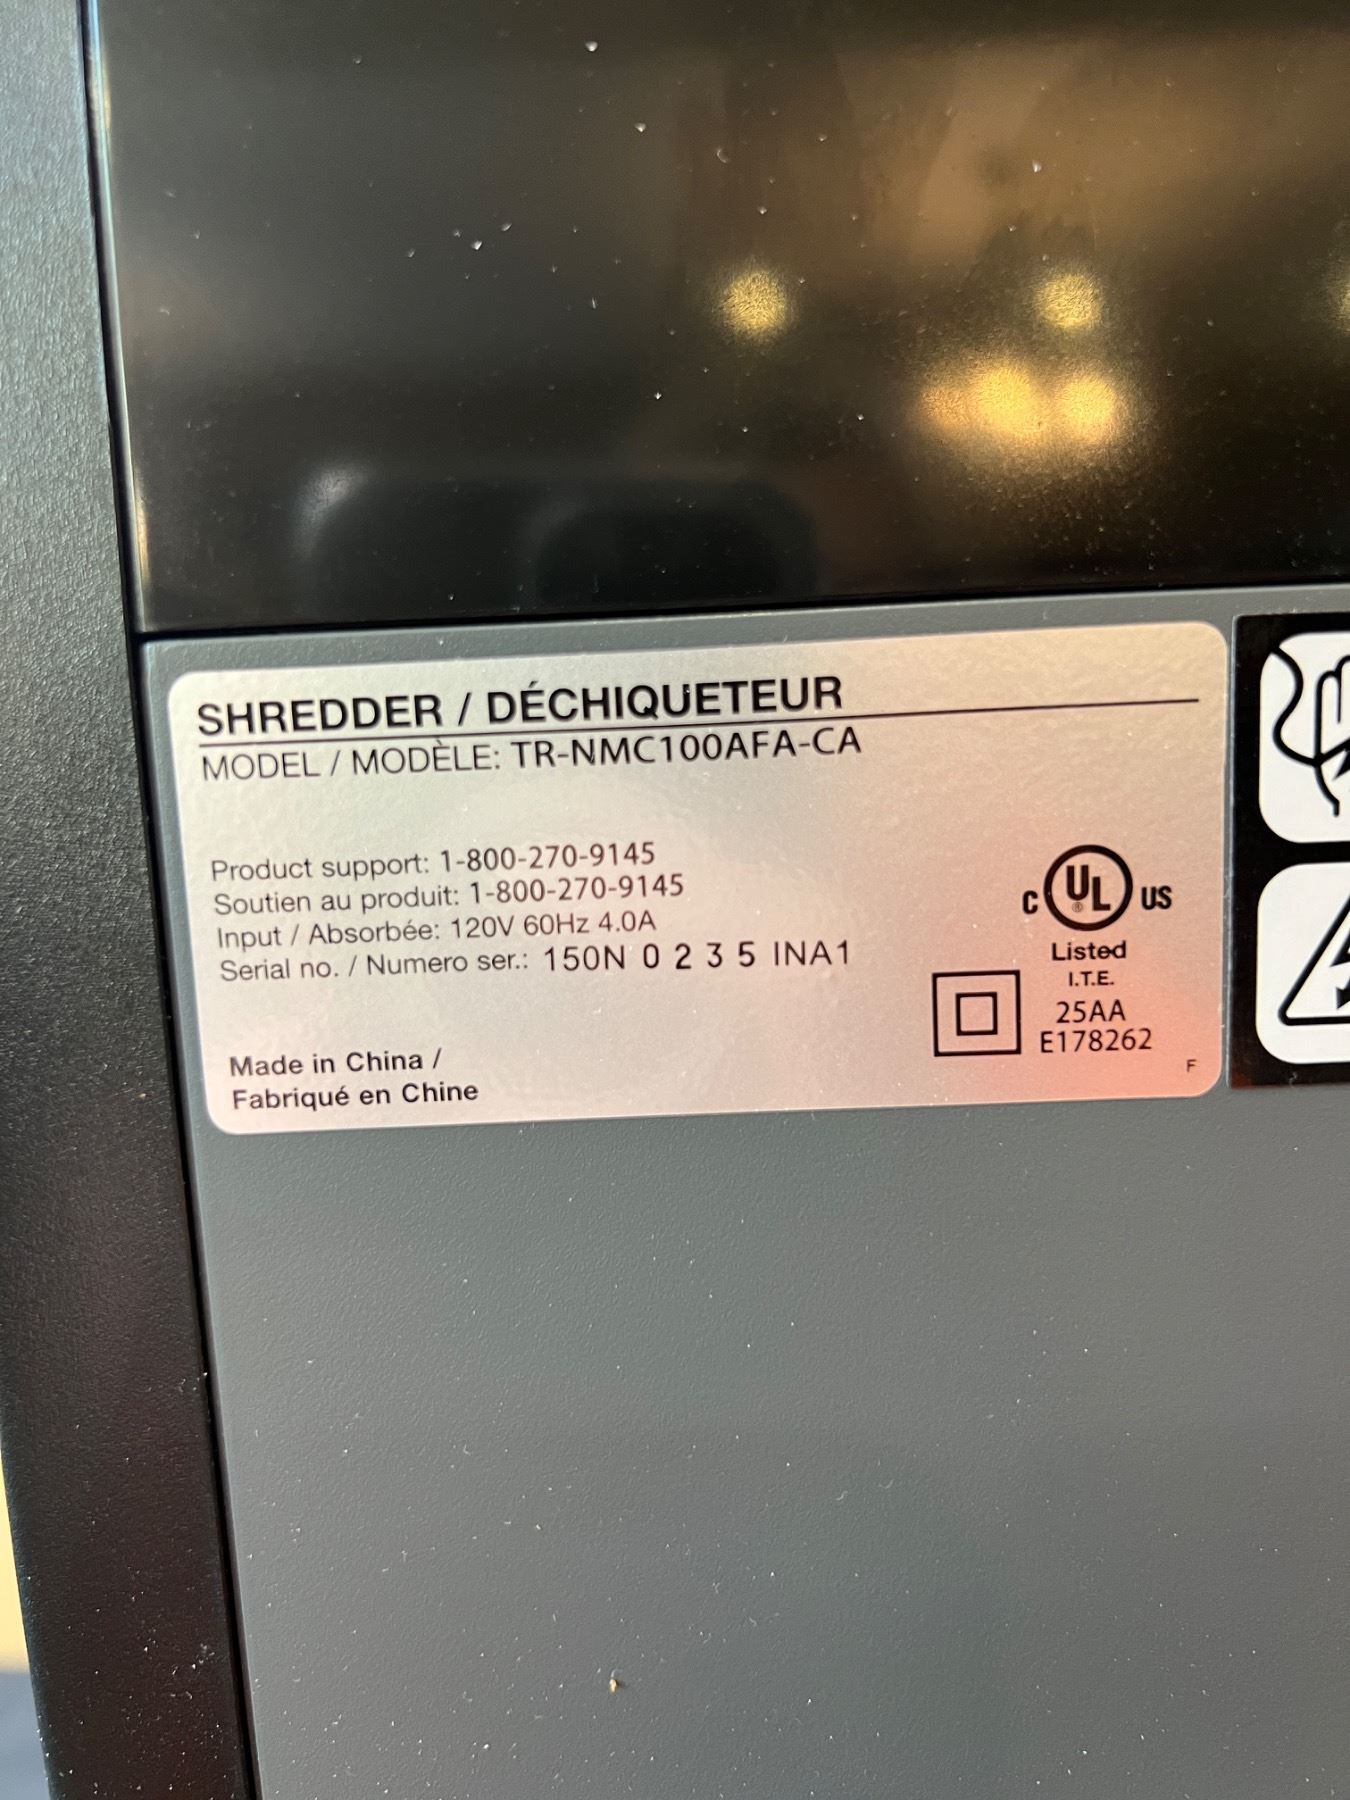 SHREDDER / DÉCHIQUETEUR
MODEL / MODÈLE: TR-NMC100AFA-CA
Product support: 1-800-270-9145
Soutien au produit: 1-800-270-9145
Input / Absorbée: 120V 60Hz 4.0A
Serial no. / Numero ser.: 150N 0 2 3 5 INA1
Made in China /
Fabriqué en Chine
C UL ® US
Listed
I.T.E.
25AA
E178262
F